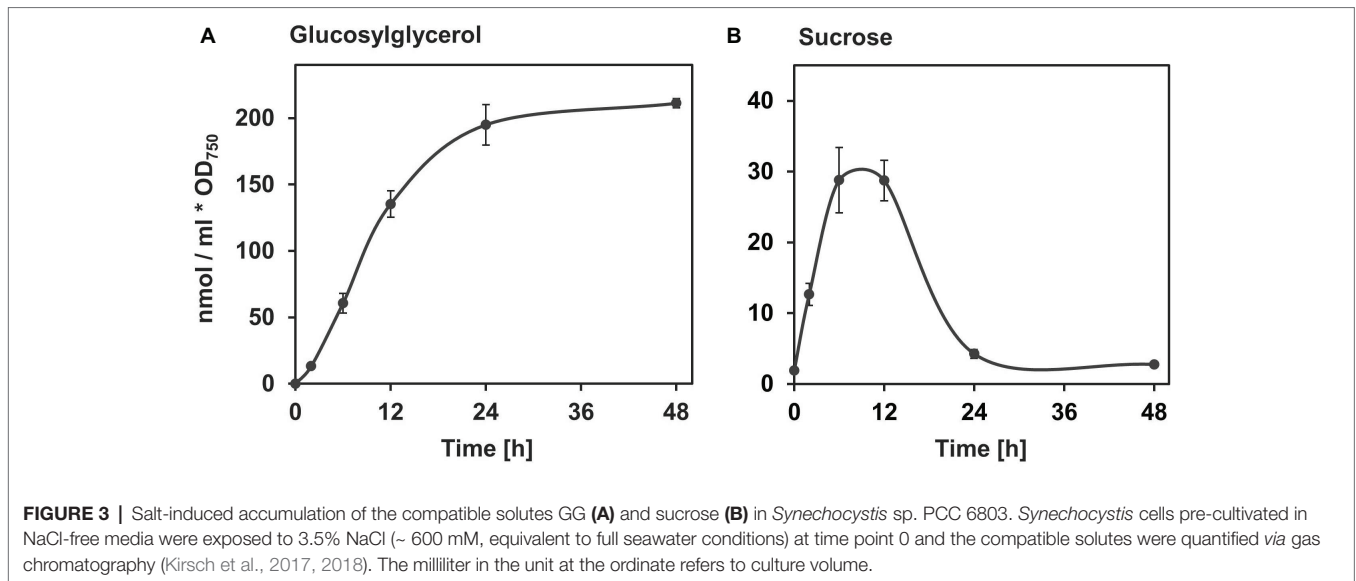 A Glucosylglycerol
nmol / ml * OD750
200
150
100
50
0
0 12 24 36 48
Time [h]
B Sucrose
40
30
20
10
0
0 12 24 36 48
Time [h]
FIGURE 3 | Salt-induced accumulation of the compatible solutes GG (A) and sucrose (B) in Synechocystis sp. PCC 6803. Synechocystis cells pre-cultivated in
NaCl-free media were exposed to 3.5% NaCl (~ 600 mM, equivalent to full seawater conditions) at time point 0 and the compatible solutes were quantified via gas
chromatography (Kirsch et al., 2017, 2018). The milliliter in the unit at the ordinate refers to culture volume.